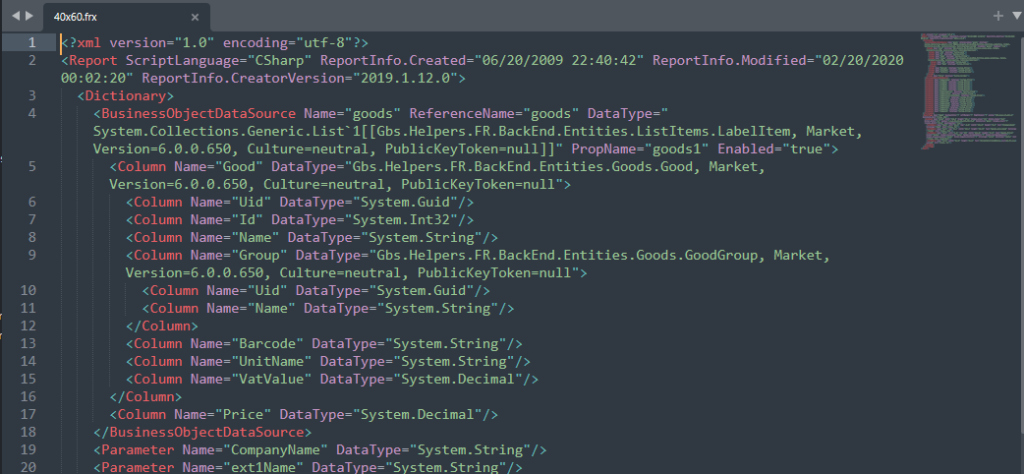 40x60.frx
1 <?xml version="1.0" encoding="utf-8"?>
2 <Report ScriptLanguage="CSharp" ReportInfo.Created="06/20/2009 22:40:42" ReportInfo.Modified="02/20/2020
00:02:20" ReportInfo.CreatorVersion="2019.1.12.0">
3 <Dictionary>
4 <BusinessObjectDataSource Name="goods" ReferenceName="goods" DataType="
System.Collections.Generic.List`1[[Gbs.Helpers.FR.BackEnd.Entities.ListItems.LabelItem, Market,
Version=6.0.0.650, Culture=neutral, PublicKeyToken=null]]" PropName="goods1" Enabled="true">
5 <Column Name="Good" DataType="Gbs.Helpers.FR.BackEnd.Entities.Goods.Good, Market,
Version=6.0.0.650, Culture=neutral, PublicKeyToken=null">
6 <Column Name="Uid" DataType="System.Guid"/>
7 <Column Name="Id" DataType="System.Int32"/>
8 <Column Name="Name" DataType="System.String"/>
9 <Column Name="Group" DataType="Gbs.Helpers.FR.BackEnd.Entities.Goods.GoodGroup, Market,
Version=6.0.0.650, Culture=neutral, PublicKeyToken=null">
10 <Column Name="Uid" DataType="System.Guid"/>
11 <Column Name="Name" DataType="System.String"/>
12 </Column>
13 <Column Name="Barcode" DataType="System.String"/>
14 <Column Name="UnitName" DataType="System.String"/>
15 <Column Name="VatValue" DataType="System.Decimal"/>
16 </Column>
17 <Column Name="Price" DataType="System.Decimal"/>
18 </BusinessObjectDataSource>
19 <Parameter Name="CompanyName" DataType="System.String"/>
20 <Parameter Name="ext1Name" DataType="System.String"/>